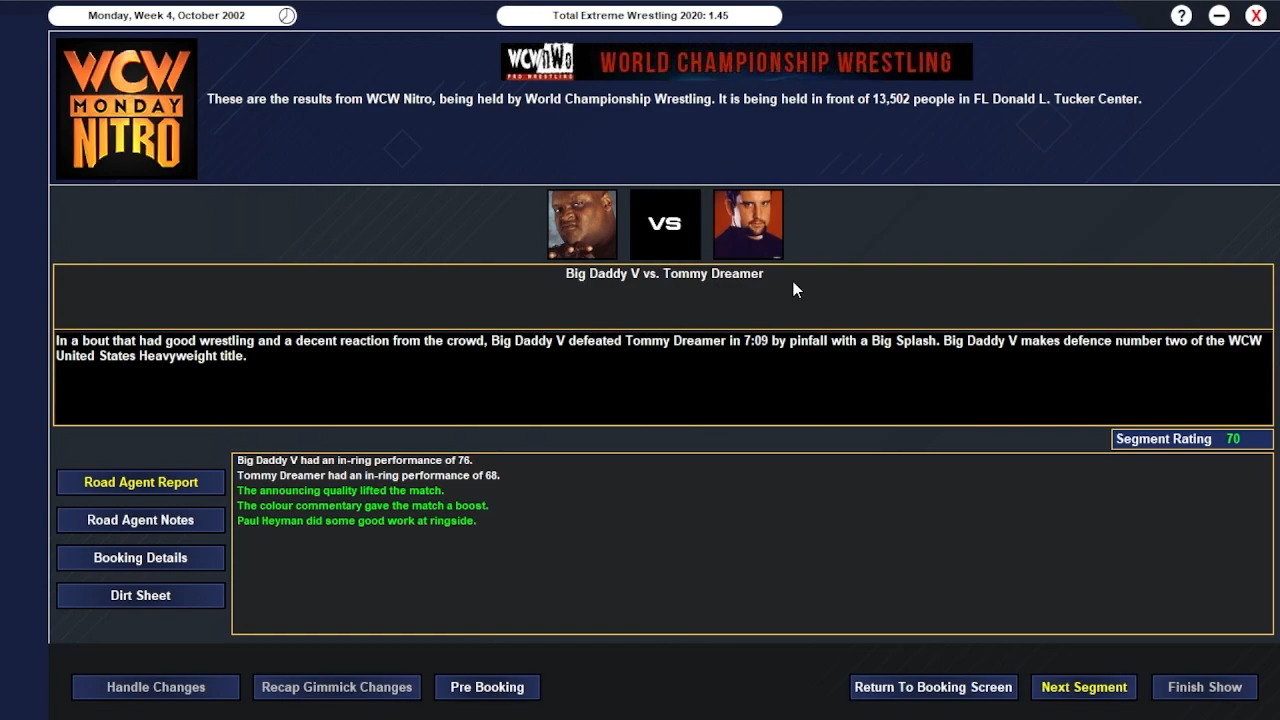 Monday, Week 4, October 2002
Total Extreme Wrestling 2020: 1.45
?
X
WCW
MONDAY
NITRO
WCW nWo
PRO WRESTLING
WORLD CHAMPIONSHIP WRESTLING
These are the results from WCW Nitro, being held by World Championship Wrestling. It is being held in front of 13,502 people in FL Donald L. Tucker Center.
VS
Big Daddy V vs. Tommy Dreamer
In a bout that had good wrestling and a decent reaction from the crowd, Big Daddy V defeated Tommy Dreamer in 7:09 by pinfall with a Big Splash. Big Daddy V makes defence number two of the WCW
United States Heavyweight title.
Segment Rating 70
Big Daddy V had an in-ring performance of 76.
Tommy Dreamer had an in-ring performance of 68.
The announcing quality lifted the match.
The colour commentary gave the match a boost.
Paul Heyman did some good work at ringside.
Road Agent Report
Road Agent Notes
Booking Details
Dirt Sheet
Handle Changes
Recap Gimmick Changes
Pre Booking
Return To Booking Screen
Next Segment
Finish Show